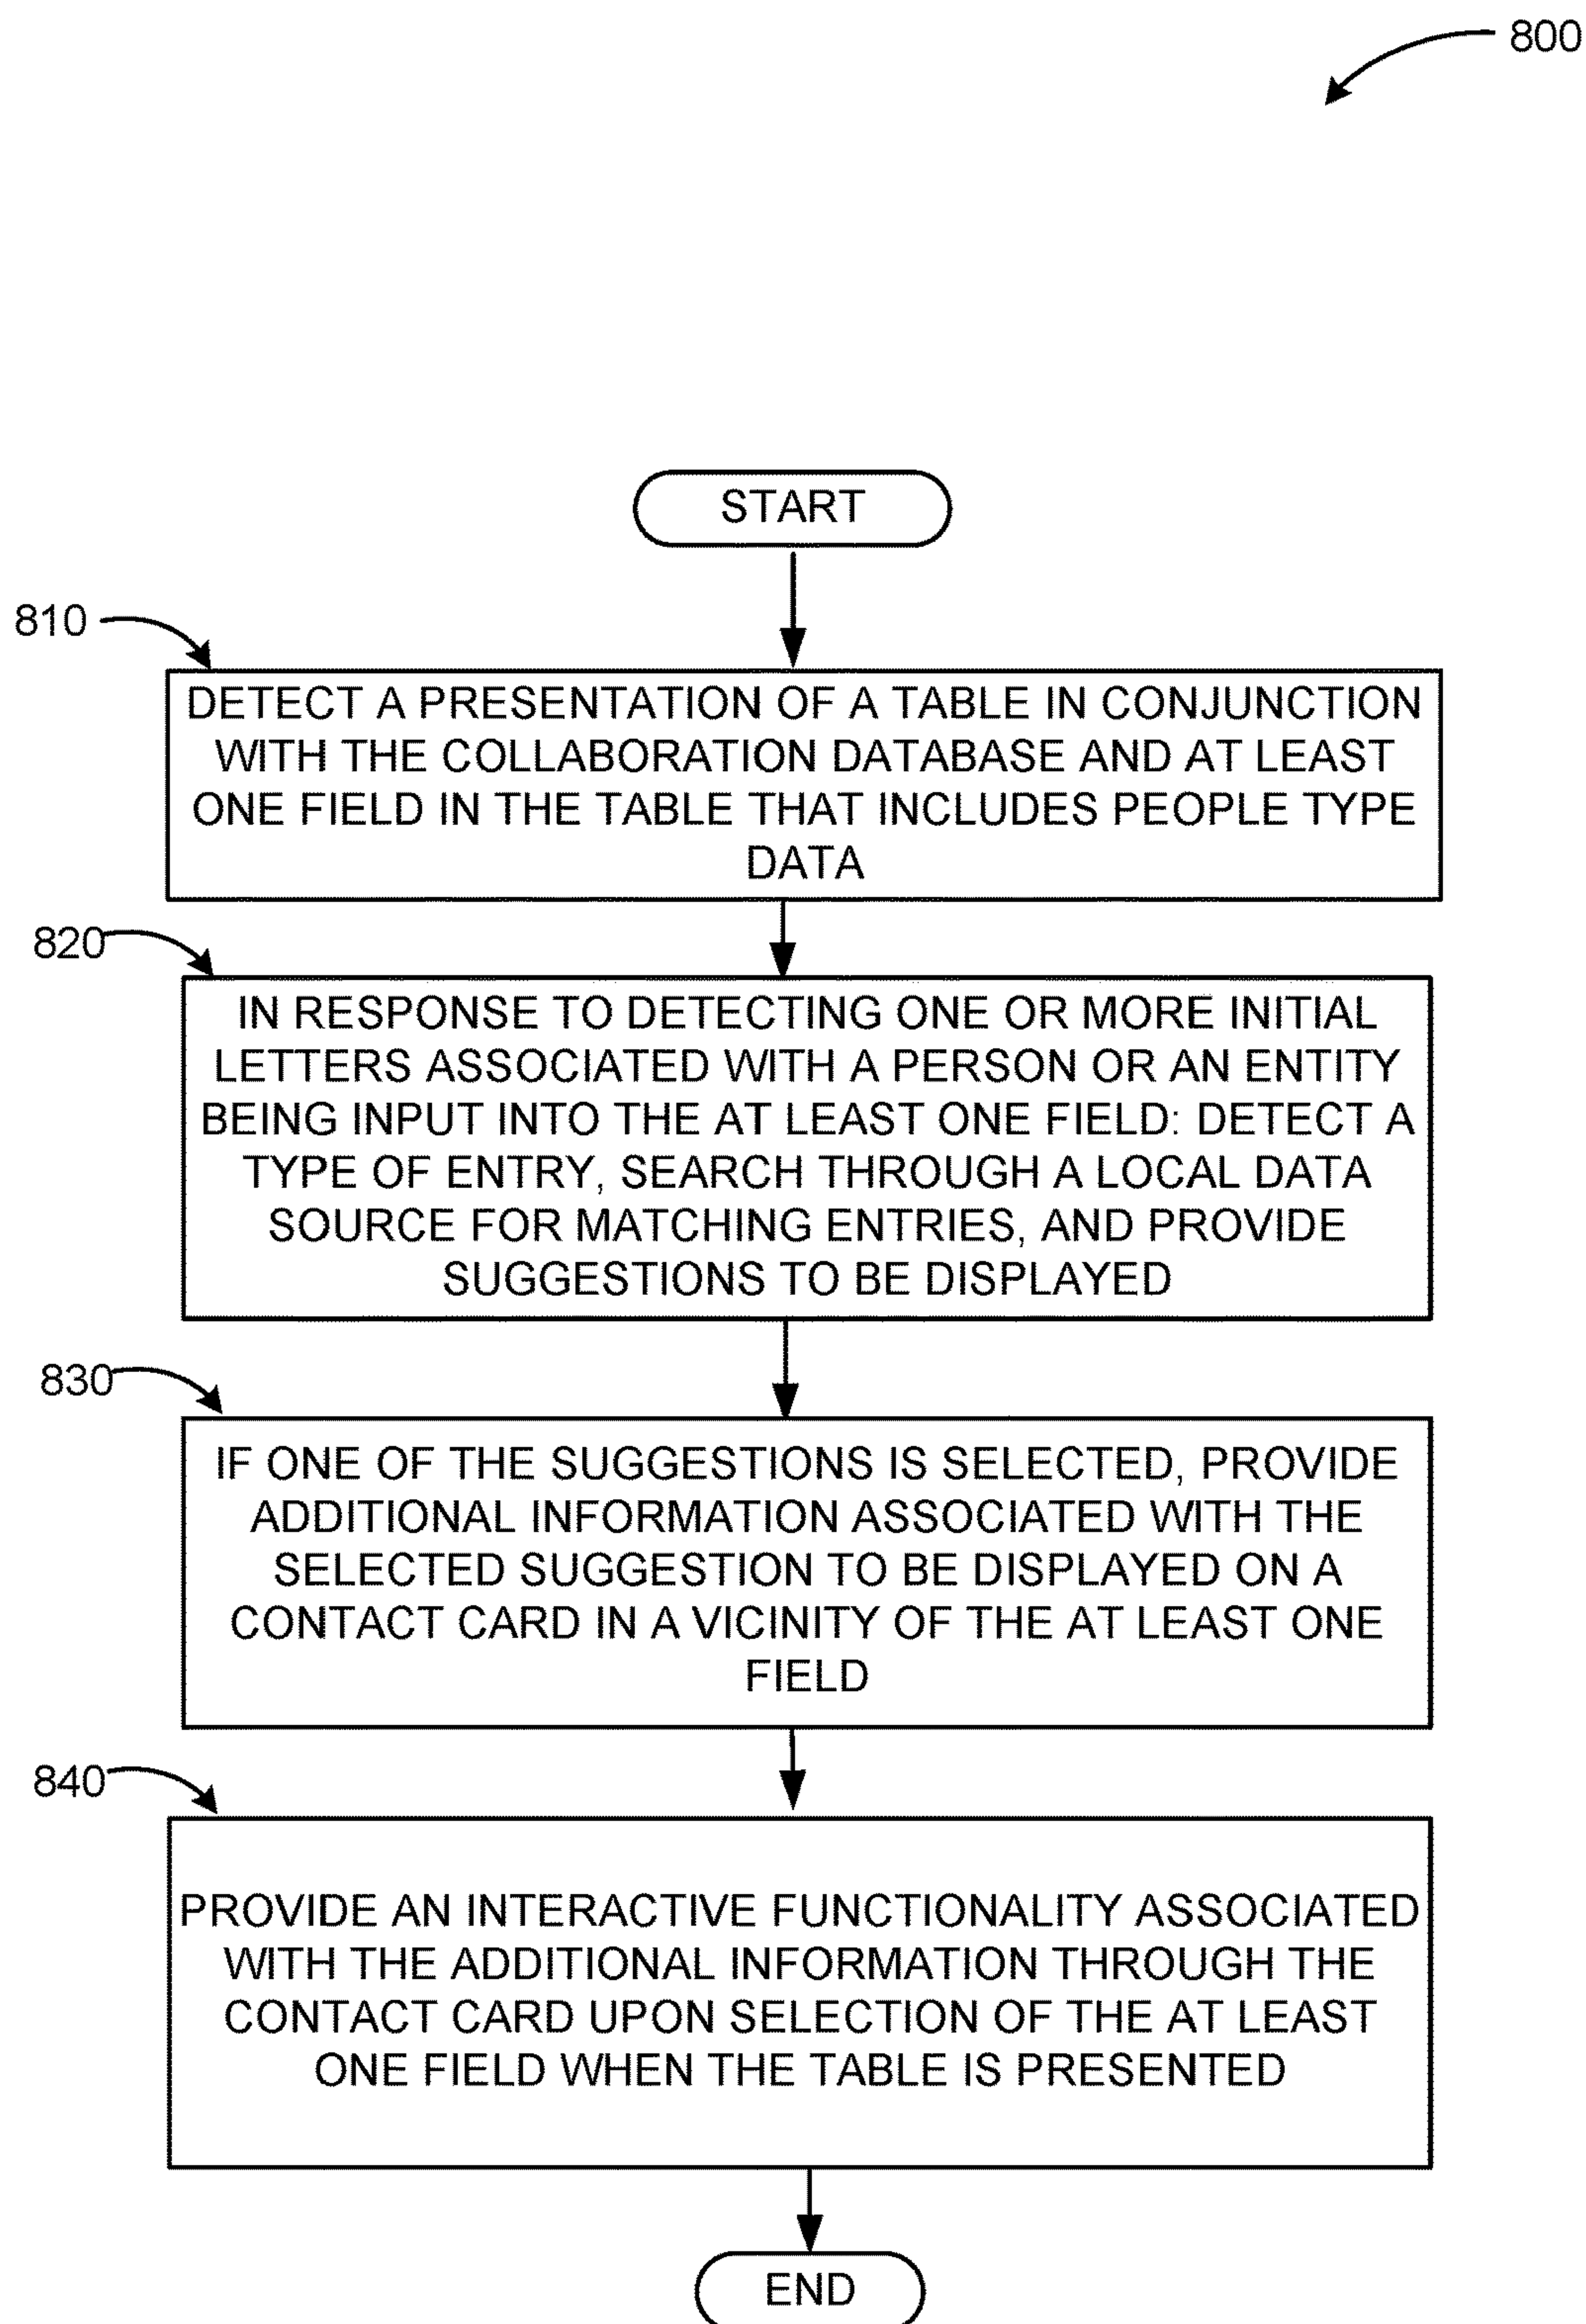 800
START
810
DETECT A PRESENTATION OF A TABLE IN CONJUNCTION
WITH THE COLLABORATION DATABASE AND AT LEAST
ONE FIELD IN THE TABLE THAT INCLUDES PEOPLE TYPE
DATA
820
IN RESPONSE TO DETECTING ONE OR MORE INITIAL
LETTERS ASSOCIATED WITH A PERSON OR AN ENTITY
BEING INPUT INTO THE AT LEAST ONE FIELD: DETECT A
TYPE OF ENTRY, SEARCH THROUGH A LOCAL DATA
SOURCE FOR MATCHING ENTRIES, AND PROVIDE
SUGGESTIONS TO BE DISPLAYED
830
IF ONE OF THE SUGGESTIONS IS SELECTED, PROVIDE
ADDITIONAL INFORMATION ASSOCIATED WITH THE
SELECTED SUGGESTION TO BE DISPLAYED ON A
CONTACT CARD IN A VICINITY OF THE AT LEAST ONE
FIELD
840
PROVIDE AN INTERACTIVE FUNCTIONALITY ASSOCIATED
WITH THE ADDITIONAL INFORMATION THROUGH THE
CONTACT CARD UPON SELECTION OF THE AT LEAST
ONE FIELD WHEN THE TABLE IS PRESENTED
END